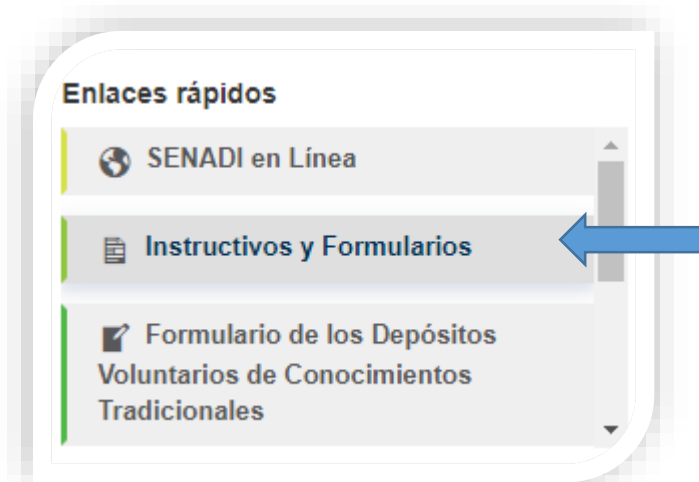 Enlaces rápidos
SENADI en Línea
Instructivos y Formularios
Formulario de los Depósitos
Voluntarios de Conocimientos
Tradicionales